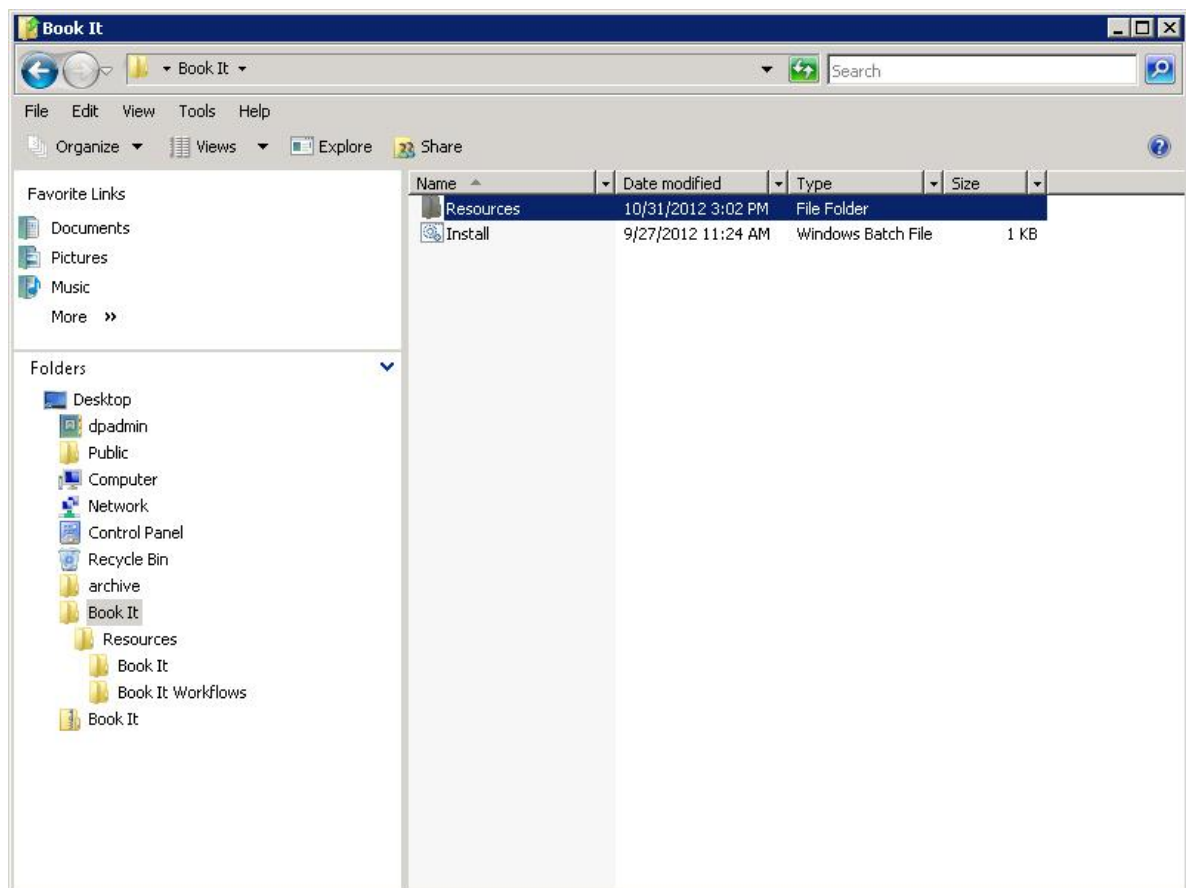 Book It
Book It
Search
File Edit View Tools Help
Organize Views Explore Share
Favorite Links
Documents
Pictures
Music
More »
Folders
Desktop
dpadmin
Public
Computer
Network
Control Panel
Recycle Bin
archive
Book It
Resources
Book It
Book It Workflows
Book It
Name Date modified Type Size
Resources 10/31/2012 3:02 PM File Folder
Install 9/27/2012 11:24 AM Windows Batch File 1 KB